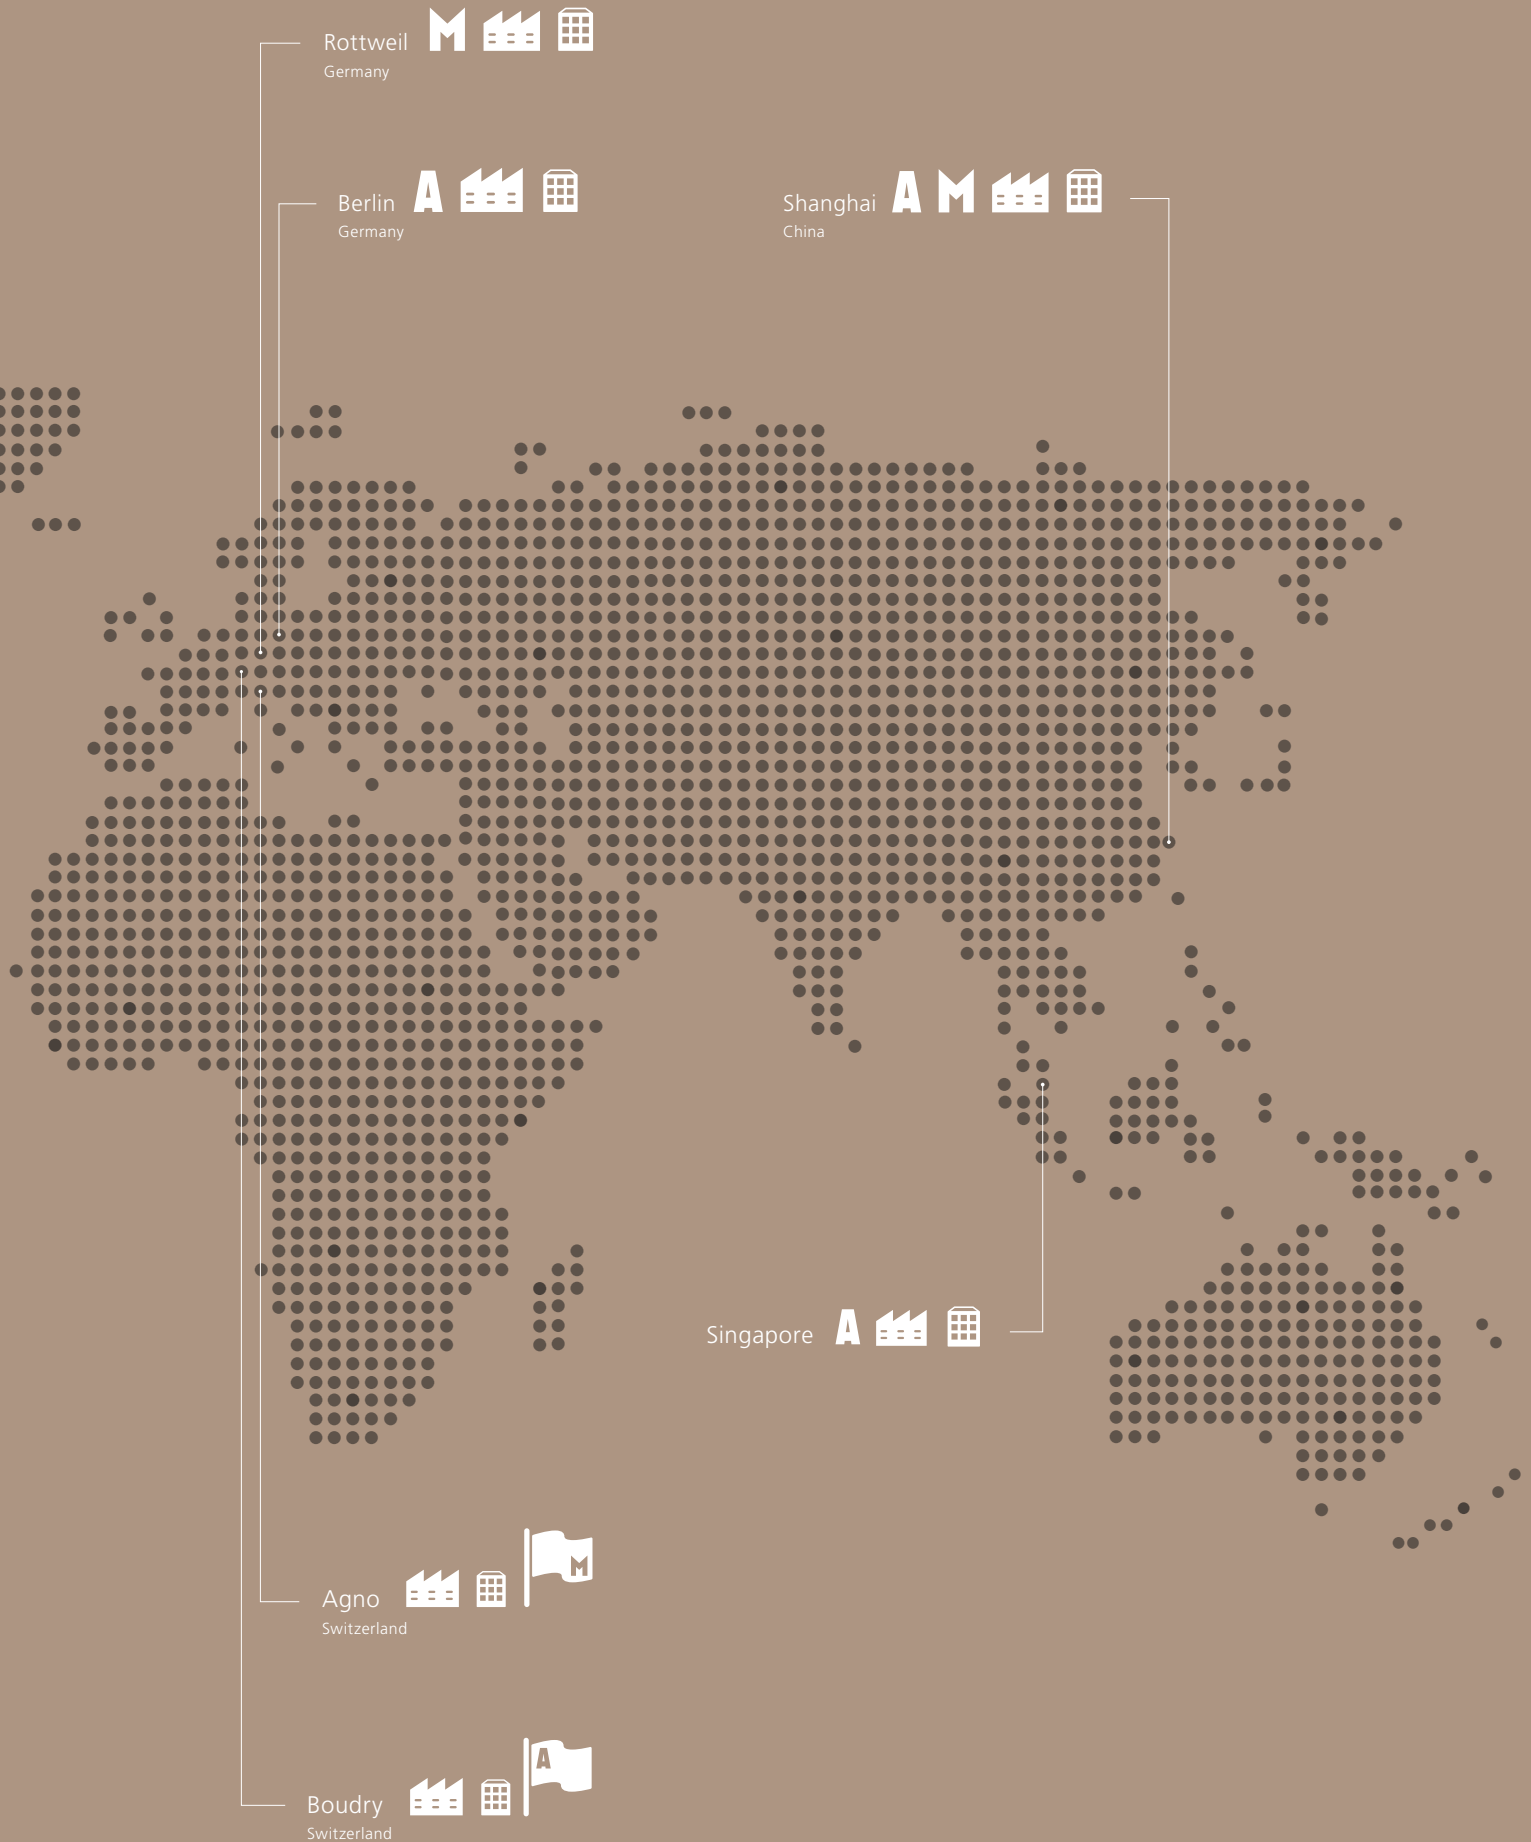 Rottweil M
Germany
Berlin A
Germany
Shanghai A M
China
Singapore A
Agno M
Switzerland
Boudry A
Switzerland